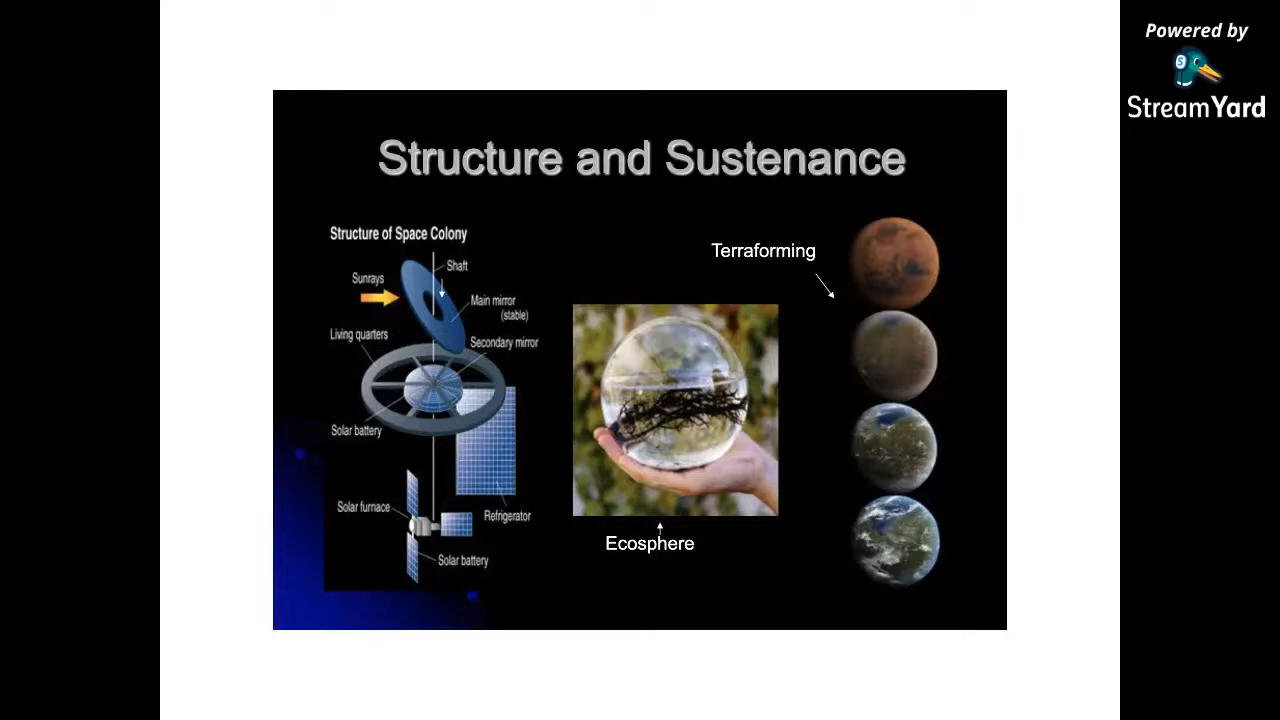 Powered by
StreamYard
Structure and Sustenance
Structure of Space Colony
Shaft
Sunrays
Main mirror
(stable)
Living quarters
Secondary mirror
Solar battery
Solar furnace
Refrigerator
Solar battery
Ecosphere
Terraforming